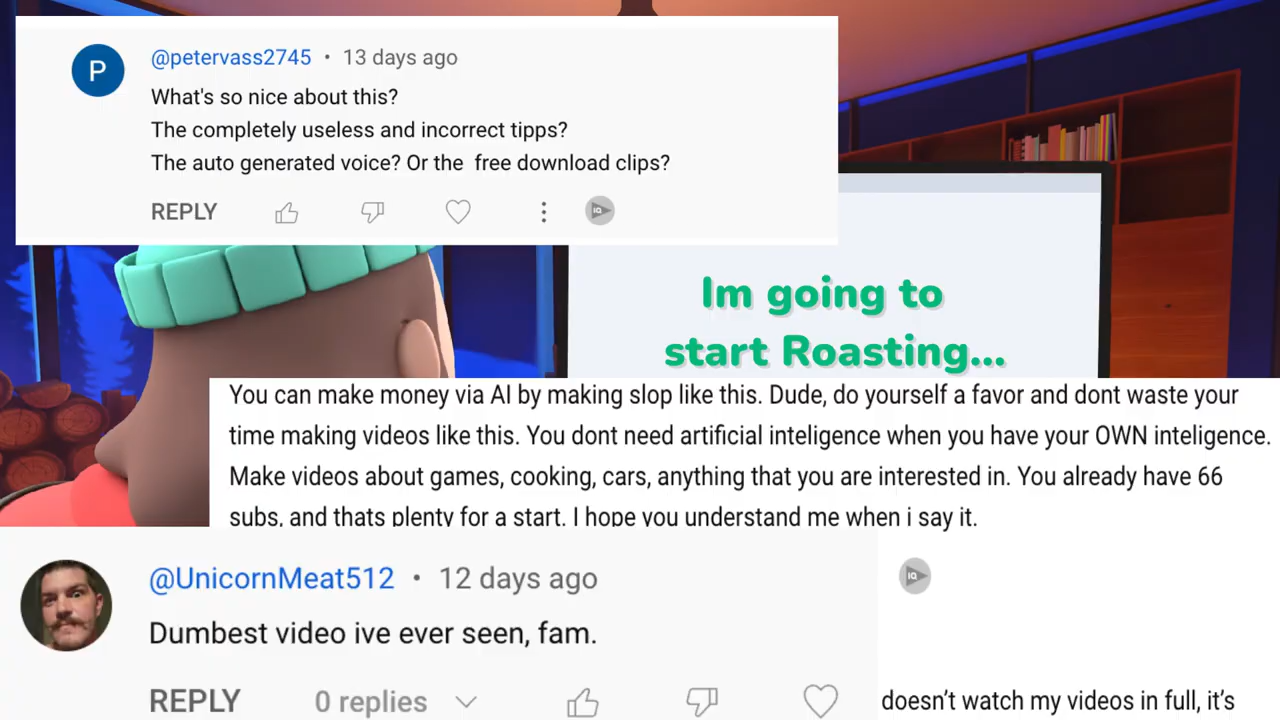 P
@petervass2745 • 13 days ago
What's so nice about this?
The completely useless and incorrect tipps?
The auto generated voice? Or the free download clips?
REPLY
IQ
Im going to
start Roasting...
You can make money via AI by making slop like this. Dude, do yourself a favor and dont waste your
time making videos like this. You dont need artificial inteligence when you have your OWN inteligence.
Make videos about games, cooking, cars, anything that you are interested in. You already have 66
subs, and thats plenty for a start. I hope you understand me when i say it.
@UnicornMeat512 • 12 days ago
IQ
Dumbest video ive ever seen, fam.
REPLY 0 replies
doesn’t watch my videos in full, it’s